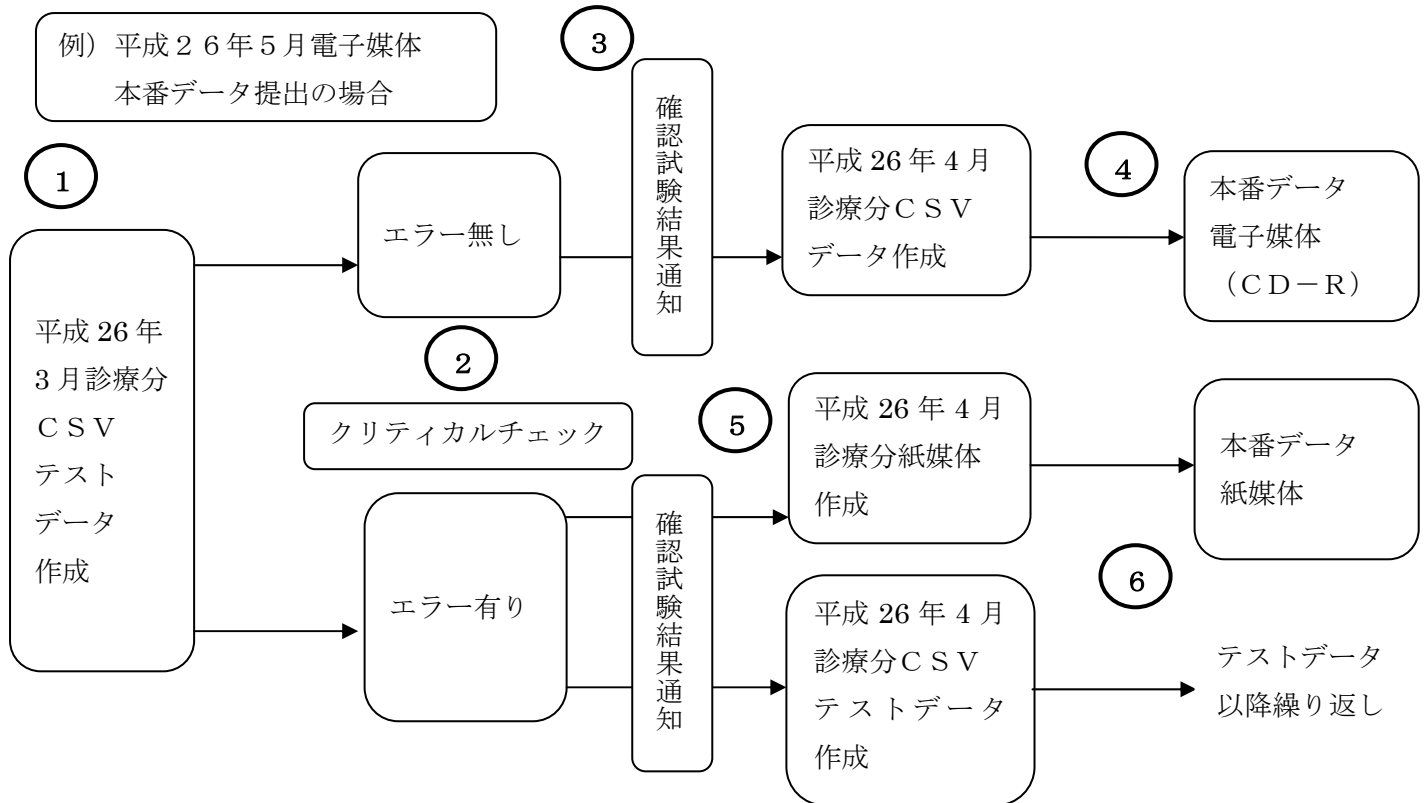 例）平成２６年５月電子媒体
本番データ提出の場合
1
平成 26 年
3 月診療分
ＣＳＶ
テスト
データ
作成
エラー無し
2
クリティカルチェック
エラー有り
3
確認試験結果通知
平成 26 年 4 月
診療分ＣＳＶ
データ作成
4
本番データ
電子媒体
（ＣＤ－Ｒ）
確認試験結果通知
5
平成 26 年 4 月
診療分紙媒体
作成
本番データ
紙媒体
平成 26 年 4 月
診療分ＣＳＶ
テストデータ
作成
6
テストデータ
以降繰り返し